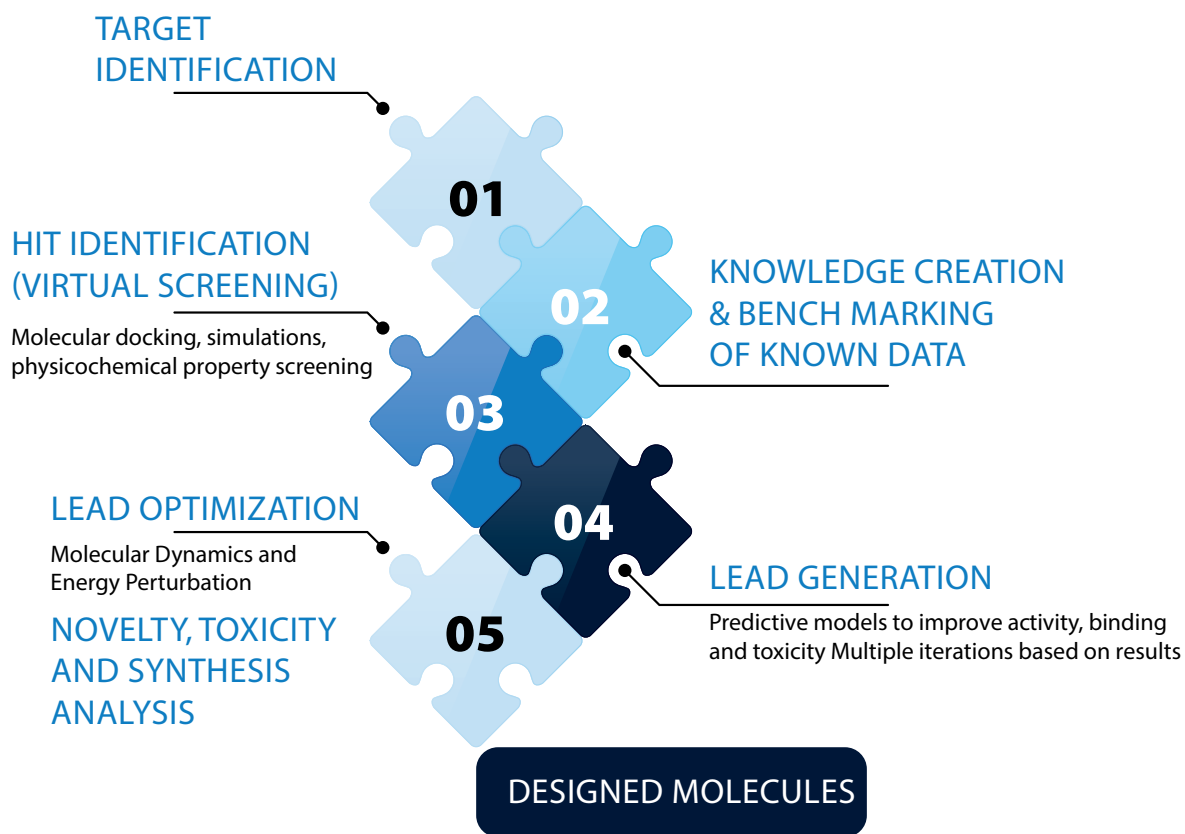 TARGET
IDENTIFICATION
01
KNOWLEDGE CREATION
& BENCH MARKING
OF KNOWN DATA
02
HIT IDENTIFICATION
(VIRTUAL SCREENING)
Molecular docking, simulations,
physicochemical property screening
03
LEAD GENERATION
Predictive models to improve activity, binding
and toxicity Multiple iterations based on results
04
LEAD OPTIMIZATION
Molecular Dynamics and
Energy Perturbation
NOVELTY, TOXICITY
AND SYNTHESIS
ANALYSIS
05
DESIGNED MOLECULES